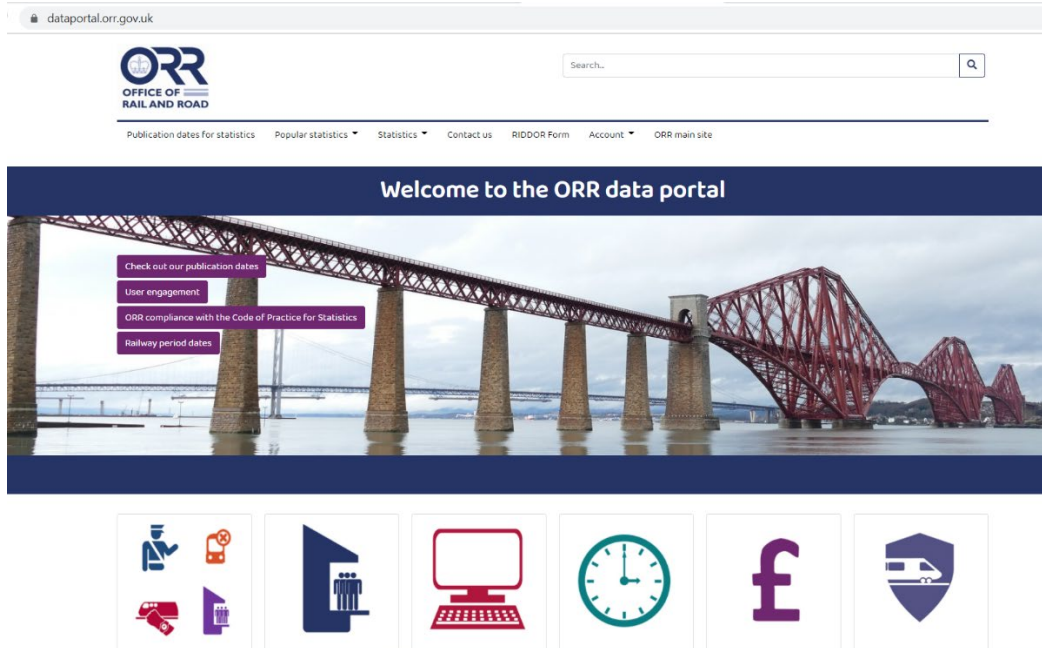 dataportal.orr.gov.uk
ORR
OFFICE OF
RAIL AND ROAD
Search..
Publication dates for statistics Popular statistics Statistics Contact us RIDDOR Form Account ORR main site
Welcome to the ORR data portal
Check out our publication dates
User engagement
ORR compliance with the Code of Practice for Statistics
Railway period dates
£